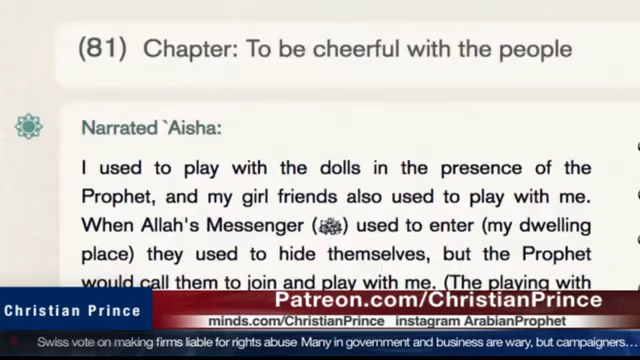 (81) Chapter: To be cheerful with the people
Narrated `Aisha:
I used to play with the dolls in the presence of the
Prophet, and my girl friends also used to play with me.
When Allah's Messenger (ﷺ) used to enter (my dwelling
place) they used to hide themselves, but the Prophet
would call them to join and play with me. (The playing with
Christian Prince
Patreon.com/ChristianPrince
minds.com/ChristianPrince instagram ArabianProphet
Swiss vote on making firms liable for rights abuse Many in government and business are wary, but campaigners...